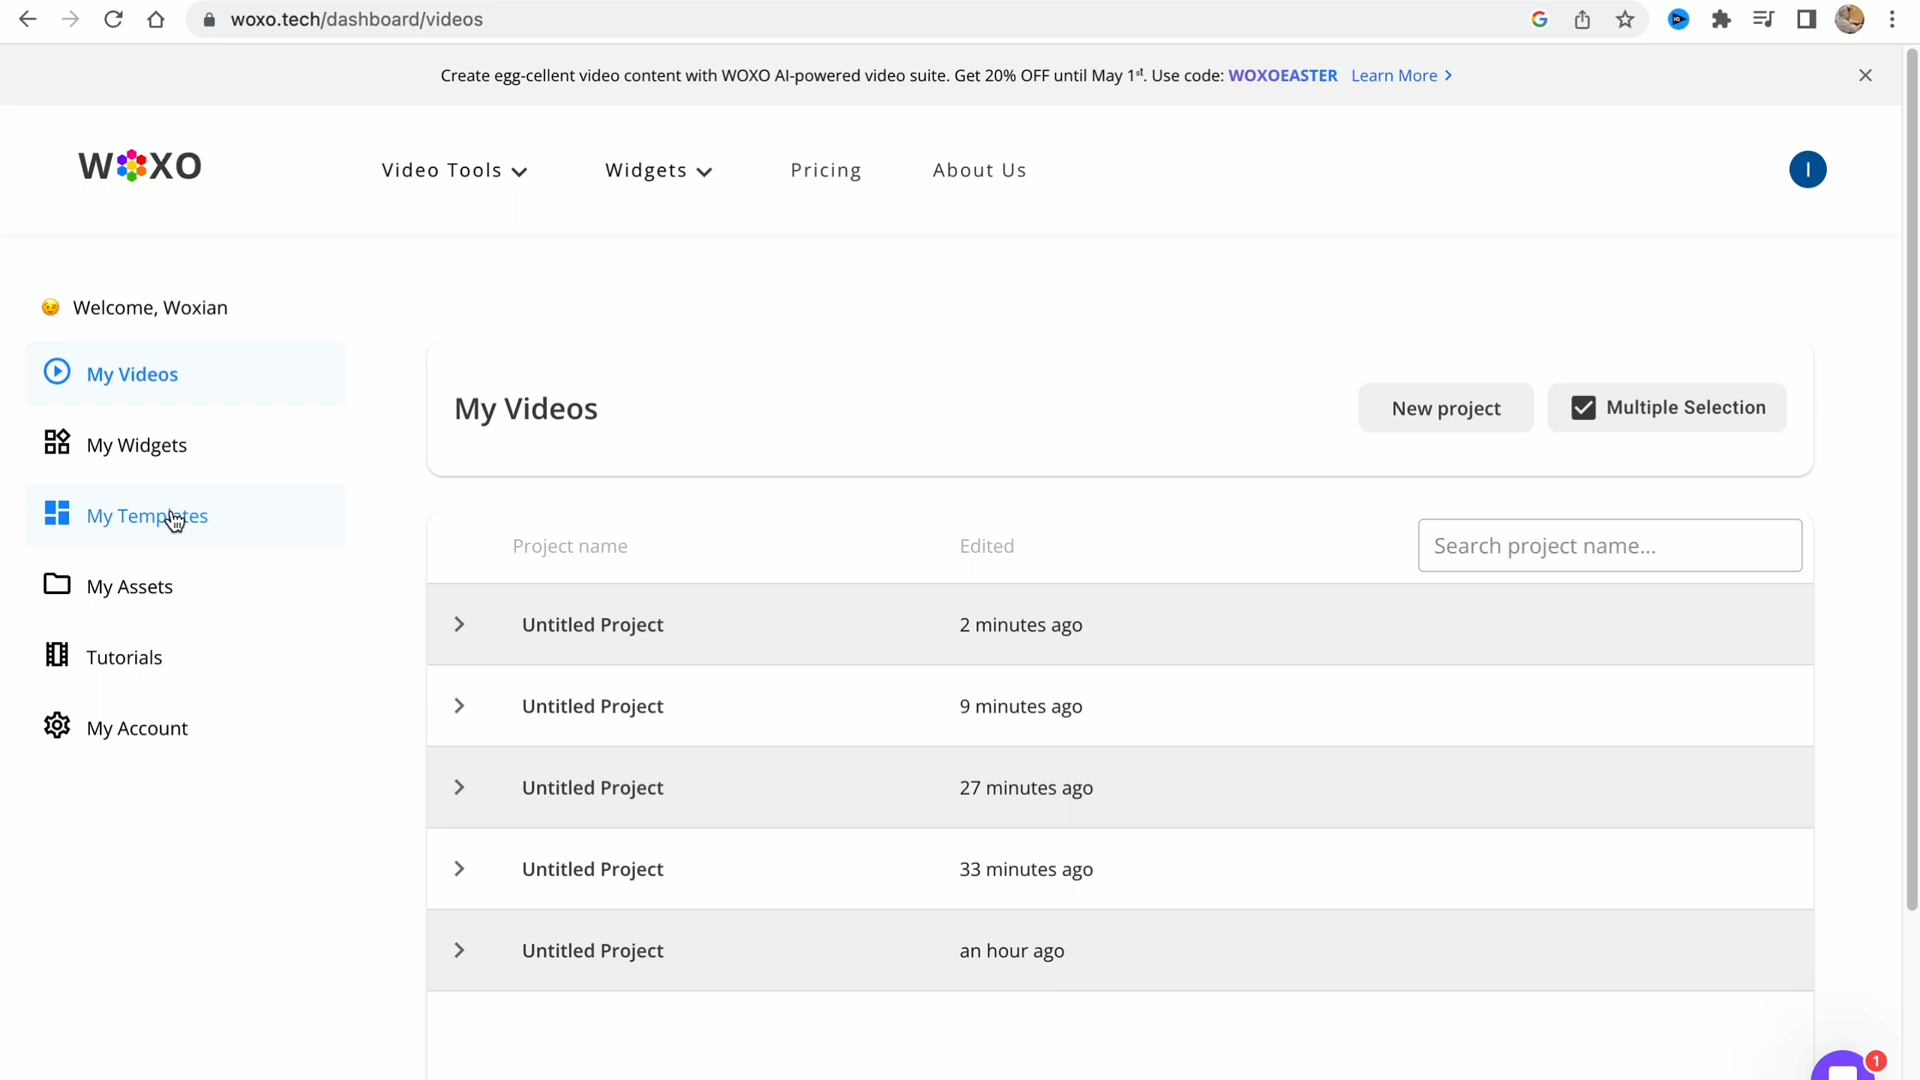 woxo.tech/dashboard/videos
Create egg-cellent video content with WOXO AI-powered video suite. Get 20% OFF until May 1st. Use code: WOXOEASTER Learn More >
WOXO
Video Tools
Widgets
Pricing
About Us
I
😉 Welcome, Woxian
My Videos
My Widgets
My Templates
My Assets
Tutorials
My Account
My Videos
New project
Multiple Selection
Project name
Edited
Search project name...
Untitled Project 2 minutes ago
Untitled Project 9 minutes ago
Untitled Project 27 minutes ago
Untitled Project 33 minutes ago
Untitled Project an hour ago
1